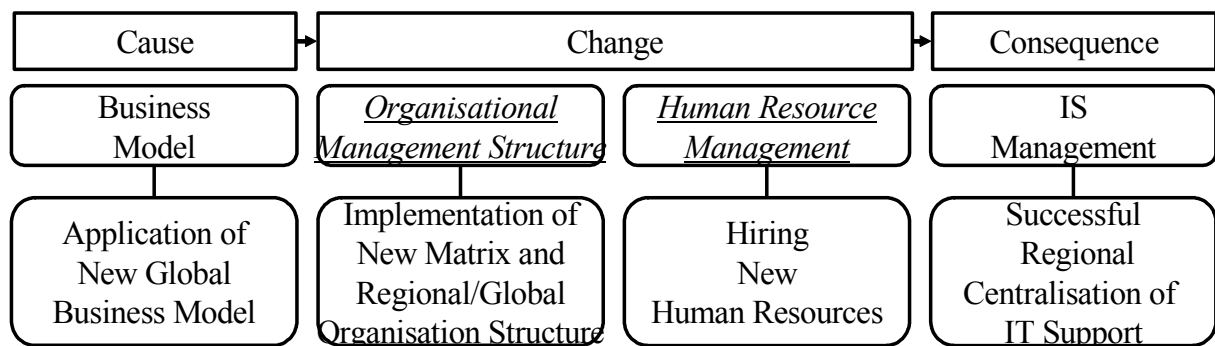 Cause
Change
Consequence
Business
Model
Organisational
Management Structure
Human Resource
Management
IS
Management
Application of
New Global
Business Model
Implementation of
New Matrix and
Regional/Global
Organisation Structure
Hiring
New
Human Resources
Successful
Regional
Centralisation of
IT Support